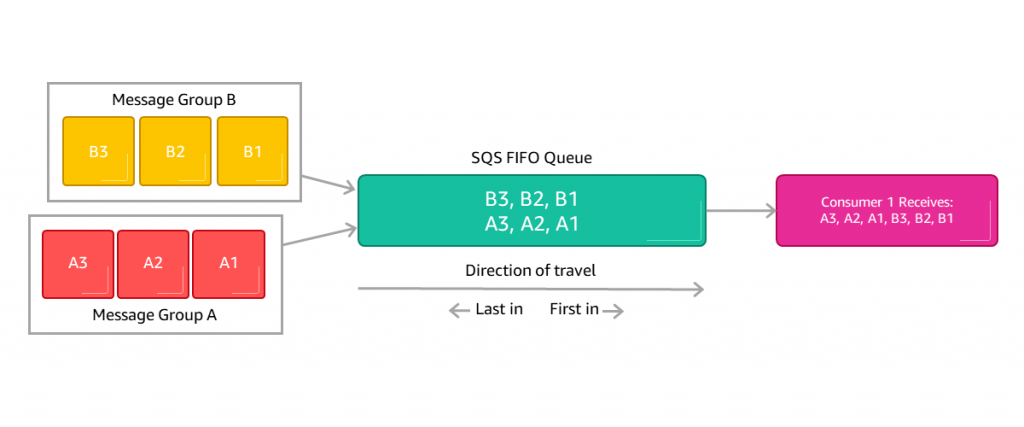 Message Group B
B3 B2 B1
SQS FIFO Queue
B3, B2, B1
A3, A2, A1
Consumer 1 Receives:
A3, A2, A1, B3, B2, B1
A3 A2 A1
Message Group A
Direction of travel
Last in First in